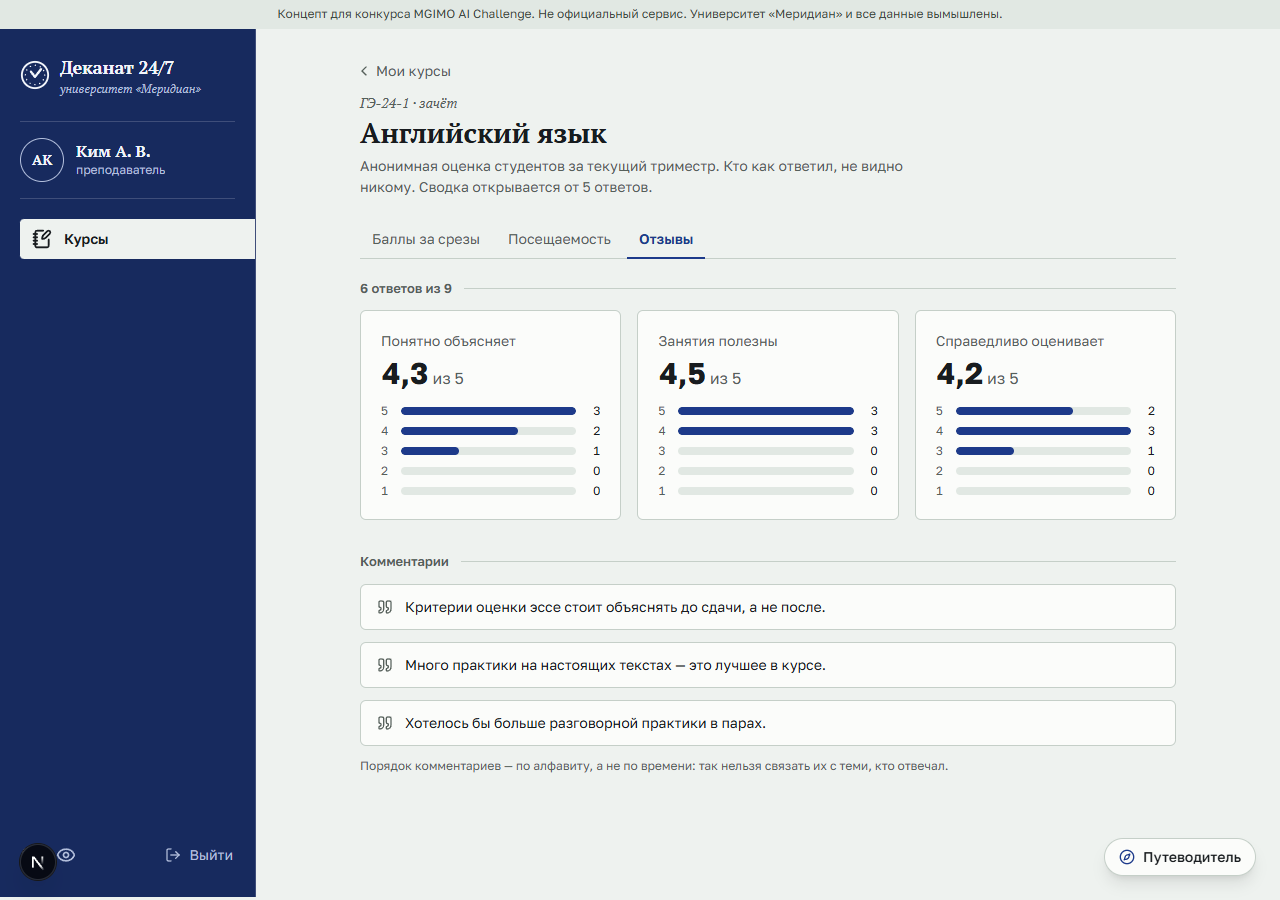 Концепт для конкурса MGIMO AI Challenge. Не официальный сервис. Университет «Меридиан» и все данные вымышлены.
Деканат 24/7
университет «Меридиан»
АК
Ким А. В.
преподаватель
Курсы
N
Выйти
Мои курсы
ГЭ-24-1 · зачёт
Английский язык
Анонимная оценка студентов за текущий триместр. Кто как ответил, не видно
никому. Сводка открывается от 5 ответов.
Баллы за срезы
Посещаемость
Отзывы
6 ответов из 9
Понятно объясняет
4,3 из 5
5 3
4 2
3 1
2 0
1 0
Занятия полезны
4,5 из 5
5 3
4 3
3 0
2 0
1 0
Справедливо оценивает
4,2 из 5
5 2
4 3
3 1
2 0
1 0
Комментарии
Критерии оценки эссе стоит объяснять до сдачи, а не после.
Много практики на настоящих текстах — это лучшее в курсе.
Хотелось бы больше разговорной практики в парах.
Порядок комментариев — по алфавиту, а не по времени: так нельзя связать их с теми, кто отвечал.
Путеводитель